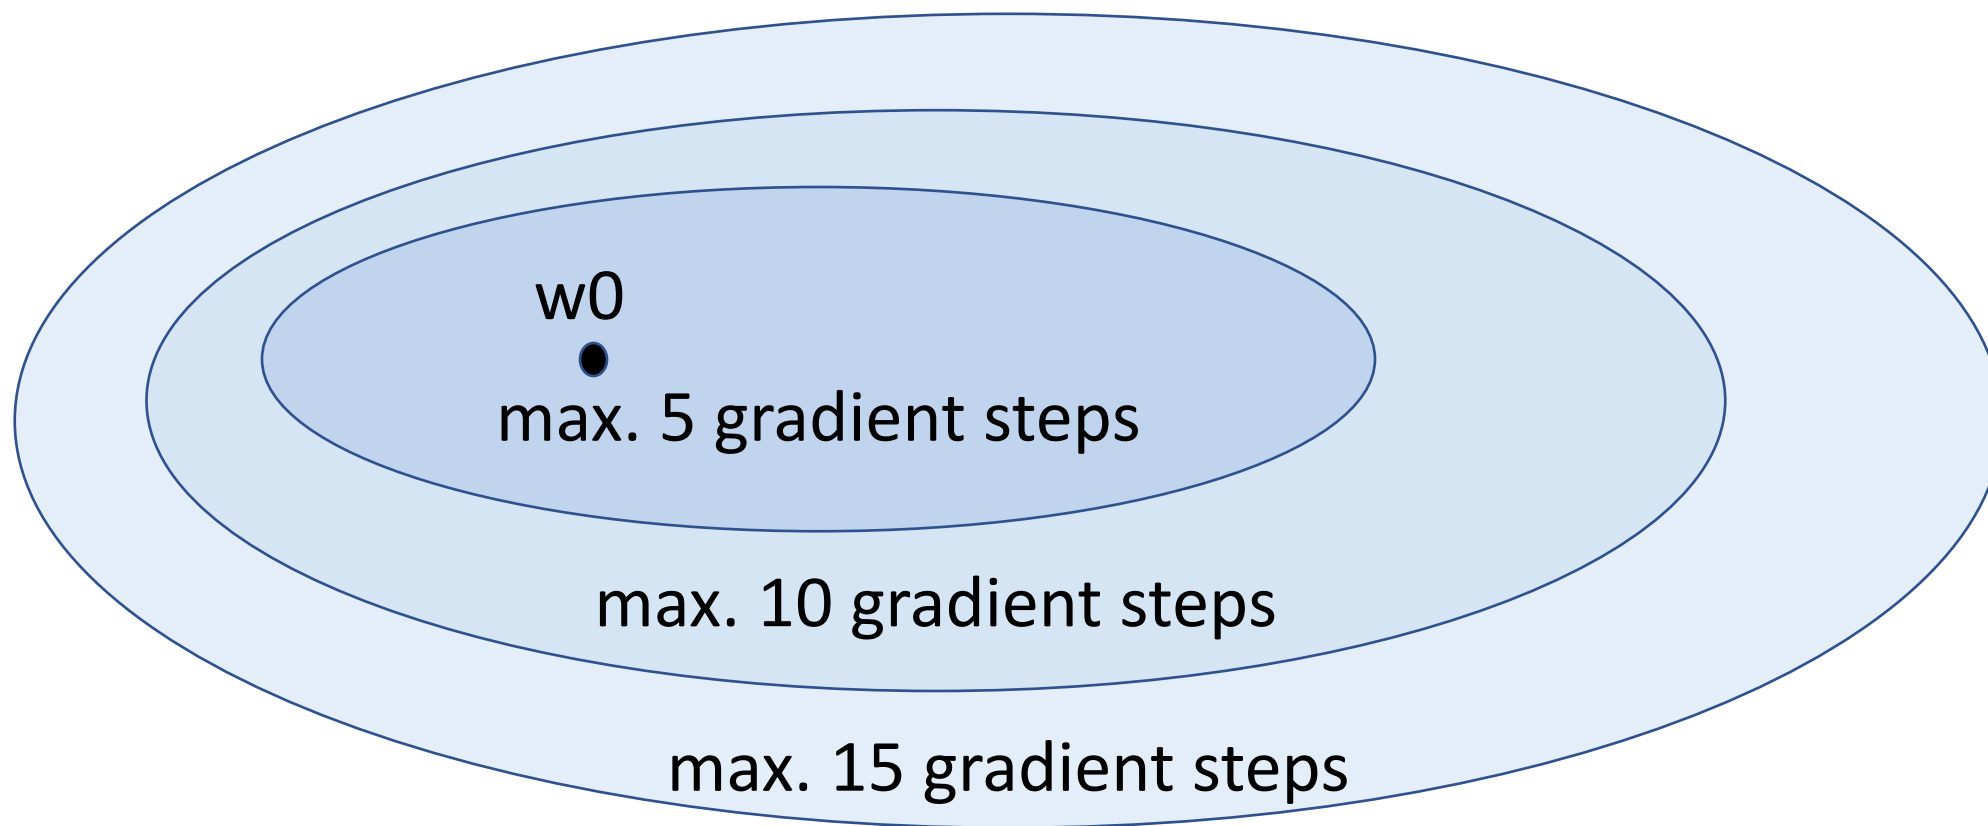 w0
max. 5 gradient steps
max. 10 gradient steps
max. 15 gradient steps